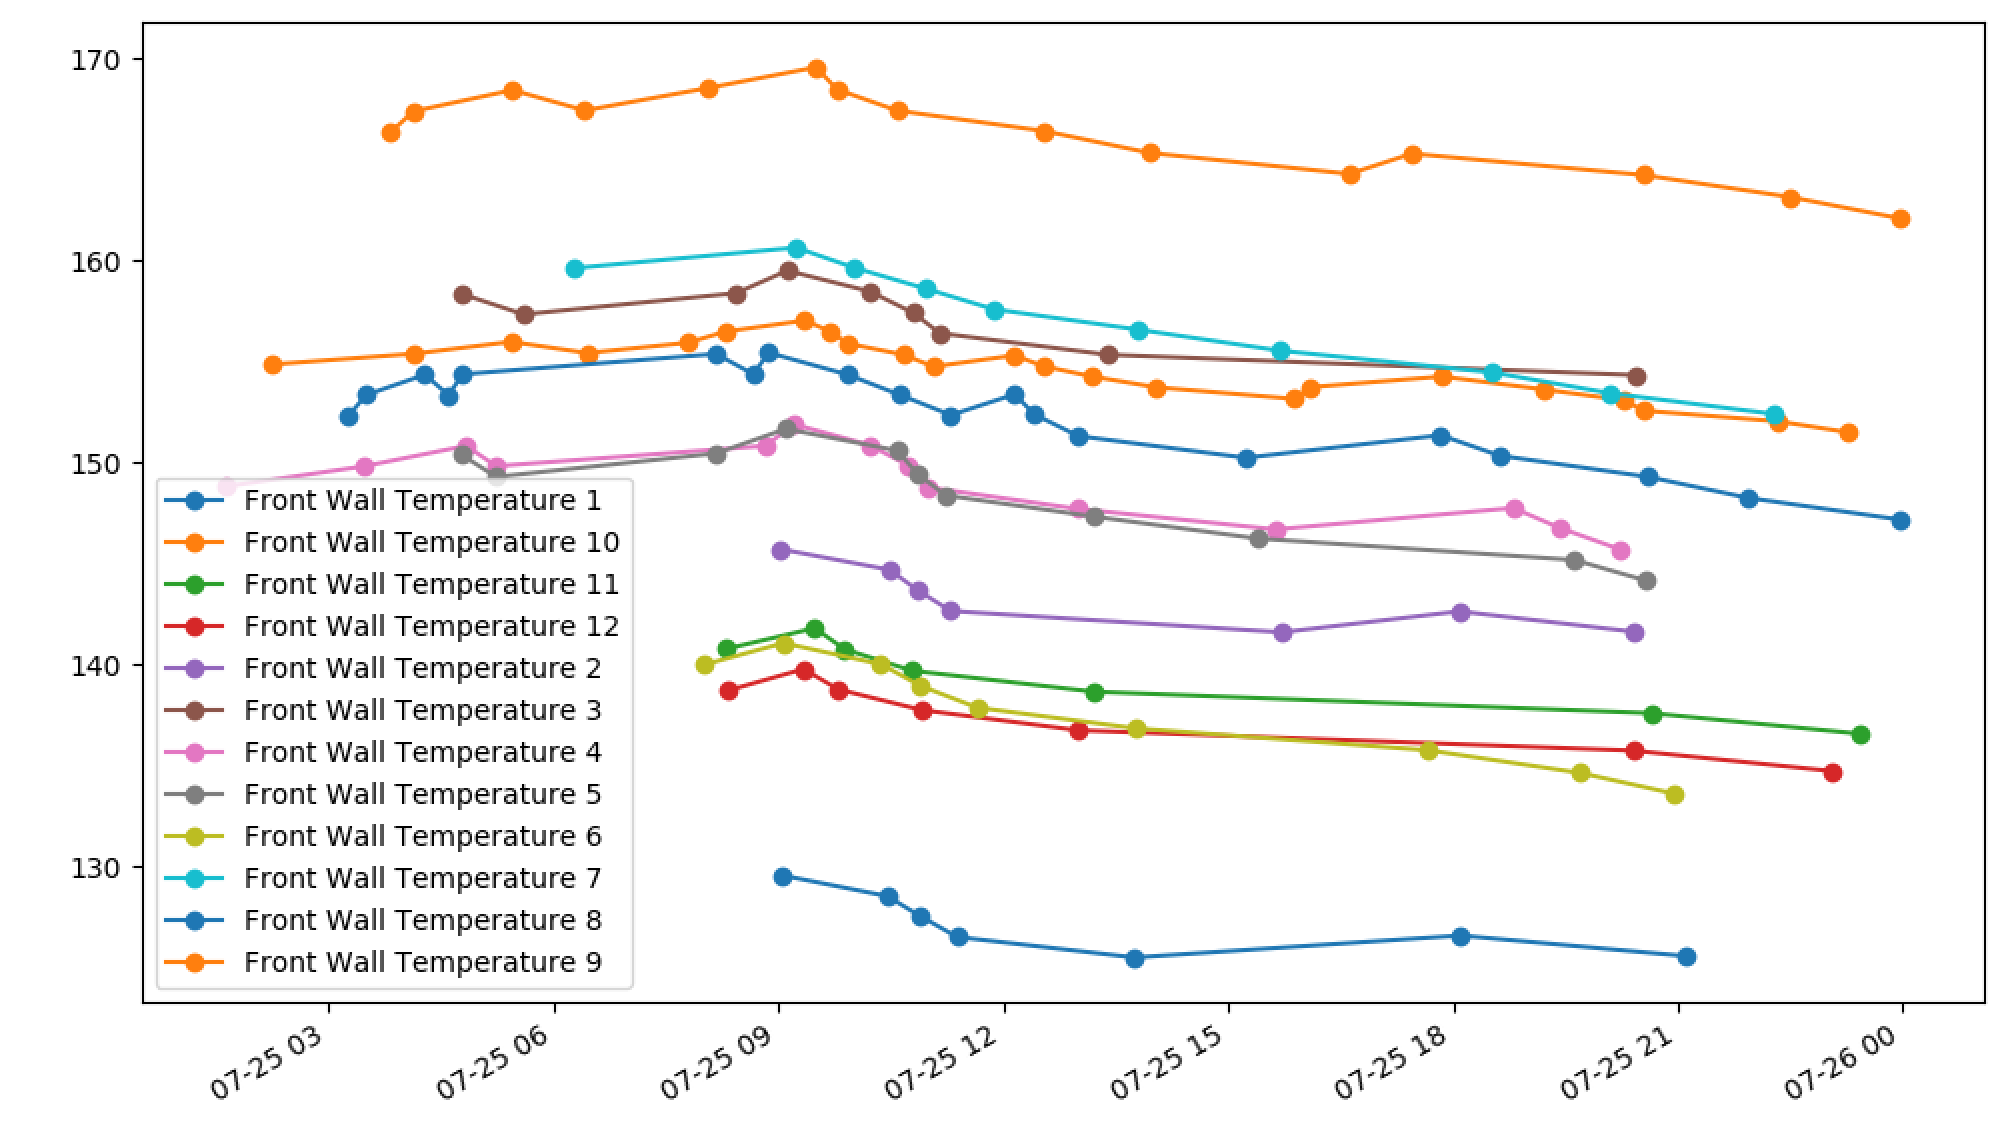 170
160
150
140
130
Front Wall Temperature 1
Front Wall Temperature 10
Front Wall Temperature 11
Front Wall Temperature 12
Front Wall Temperature 2
Front Wall Temperature 3
Front Wall Temperature 4
Front Wall Temperature 5
Front Wall Temperature 6
Front Wall Temperature 7
Front Wall Temperature 8
Front Wall Temperature 9
07-25 03
07-25 06
07-25 09
07-25 12
07-25 15
07-25 18
07-25 21
07-26 00